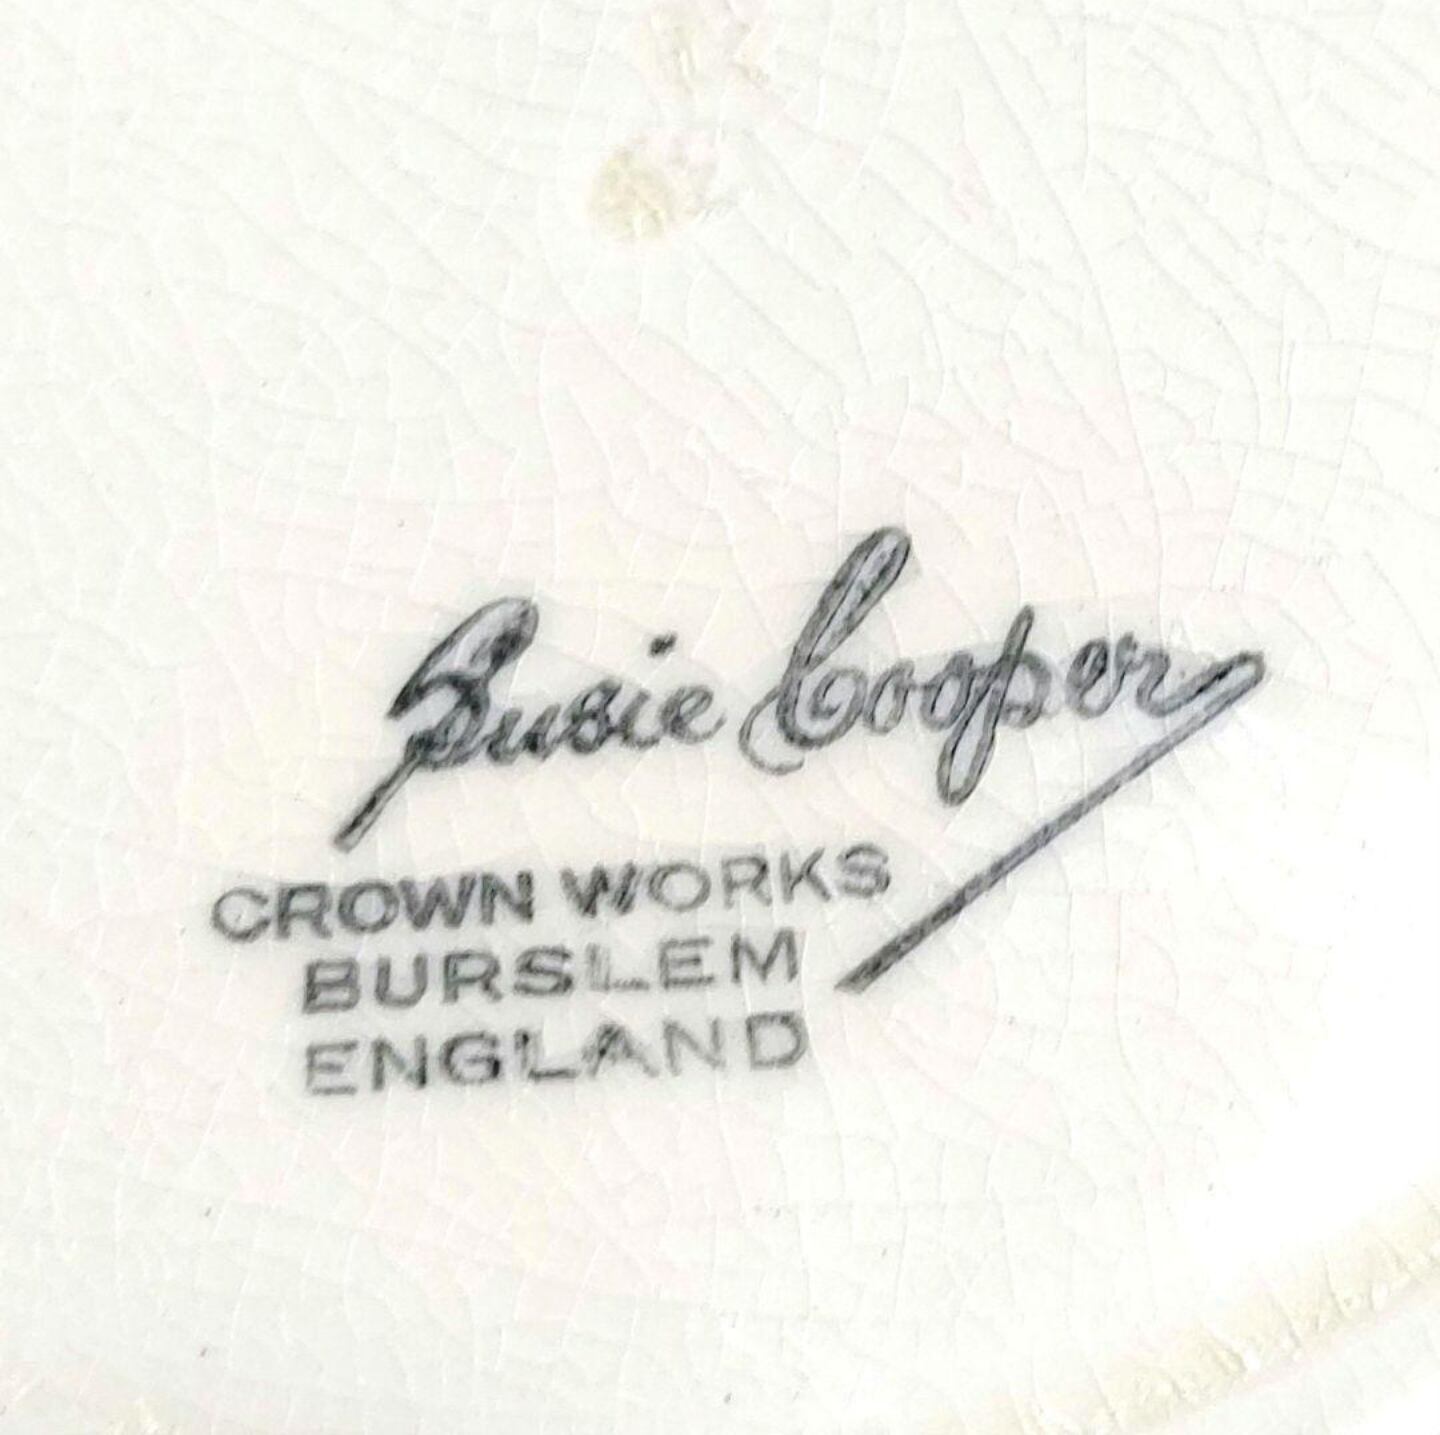 Susie Cooper
CROWN WORKS
BURSLEM
ENGLAND